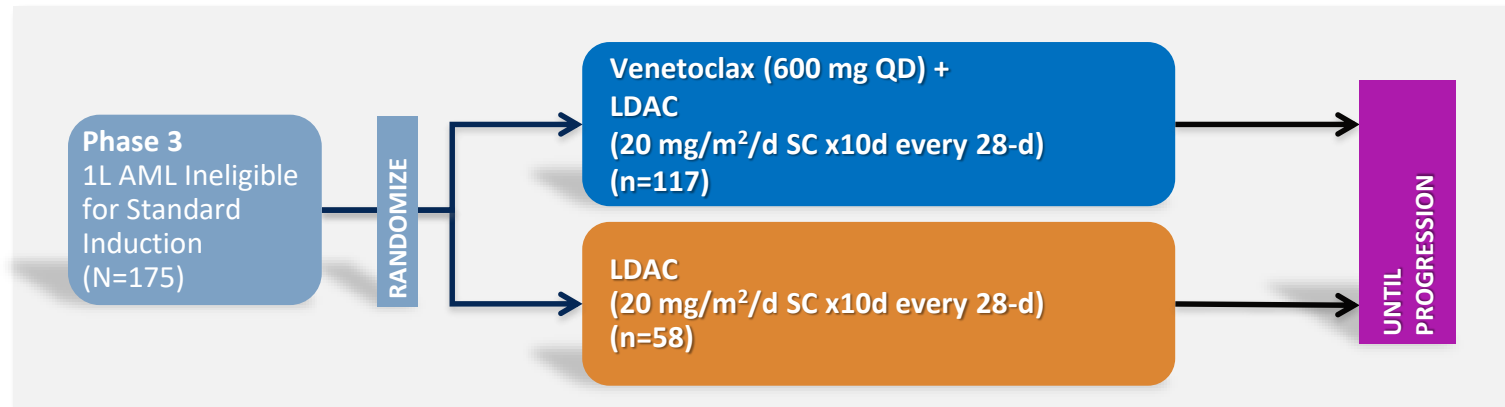 Phase 3
1L AML Ineligible
for Standard
Induction
(N=175)
RANDOMIZE
Venetoclax (600 mg QD) +
LDAC
(20 mg/m²/d SC x10d every 28-d)
(n=117)
LDAC
(20 mg/m²/d SC x10d every 28-d)
(n=58)
UNTIL
PROGRESSION